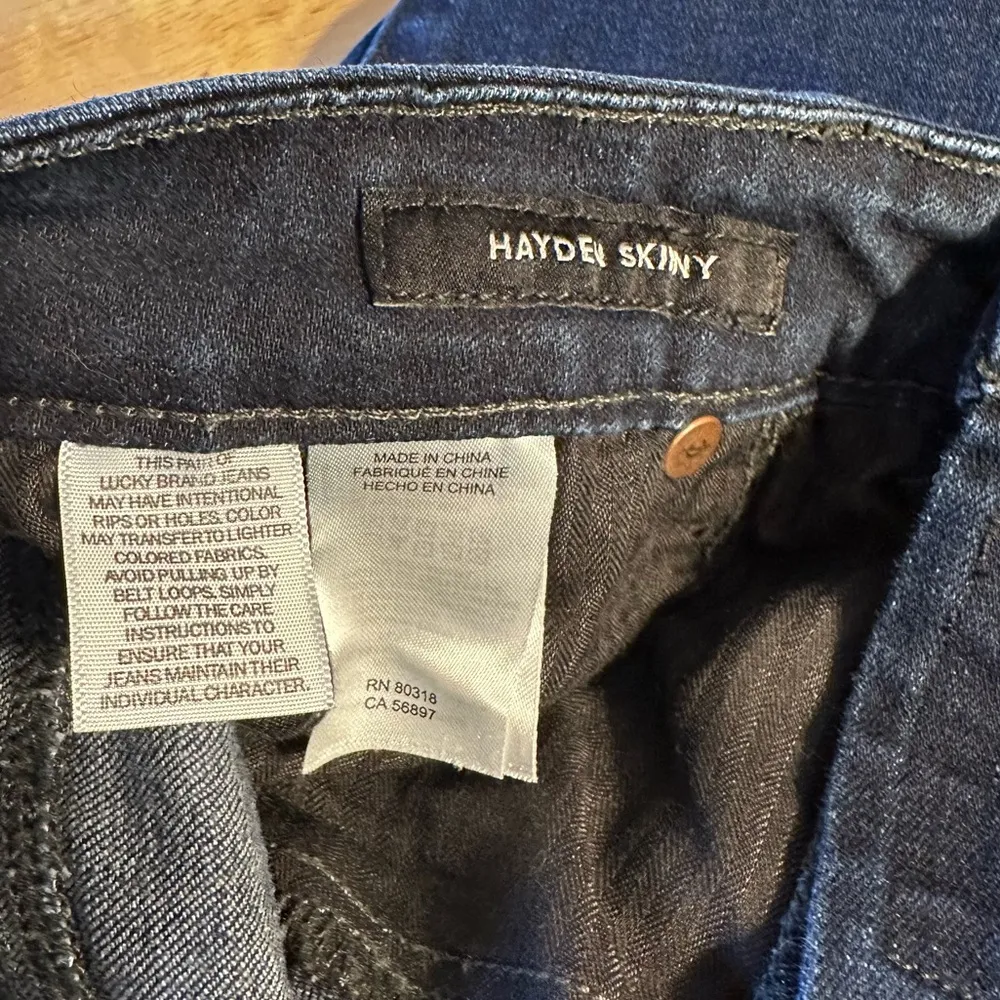 HAYDEN SKINNY
THIS PAIR OF
LUCKY BRAND JEANS
MAY HAVE INTENTIONAL
RIPS OR HOLES. COLOR
MAY TRANSFER TO LIGHTER
COLORED FABRICS.
AVOID PULLING UP BY
BELT LOOPS. SIMPLY
FOLLOW THE CARE
INSTRUCTIONS TO
ENSURE THAT YOUR
JEANS MAINTAIN THEIR
INDIVIDUAL CHARACTER.
MADE IN CHINA
FABRIQUÉ EN CHINE
HECHO EN CHINA
RN 80318
CA 56897